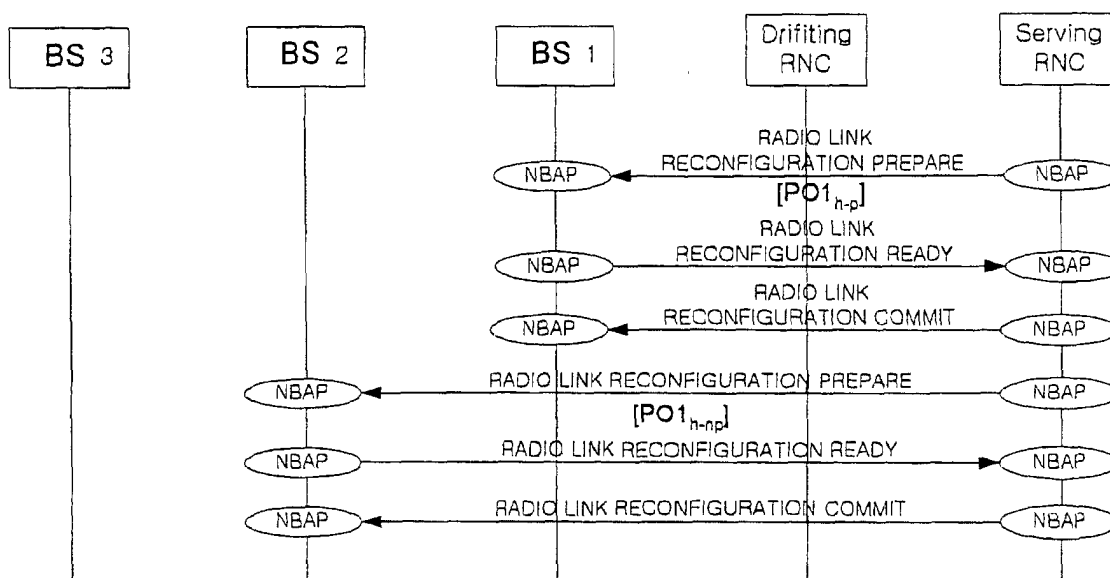 BS 3
BS 2
BS 1
Drifiting
RNC
Serving
RNC
RADIO LINK
RECONFIGURATION PREPARE
NBAP
NBAP
[PO1h-p]
RADIO LINK
RECONFIGURATION READY
NBAP
NBAP
RADIO LINK
RECONFIGURATION COMMIT
NBAP
NBAP
NBAP
RADIO LINK RECONFIGURATION PREPARE
NBAP
[PO1h-np]
NBAP
RADIO LINK RECONFIGURATION READY
NBAP
NBAP
RADIO LINK RECONFIGURATION COMMIT
NBAP